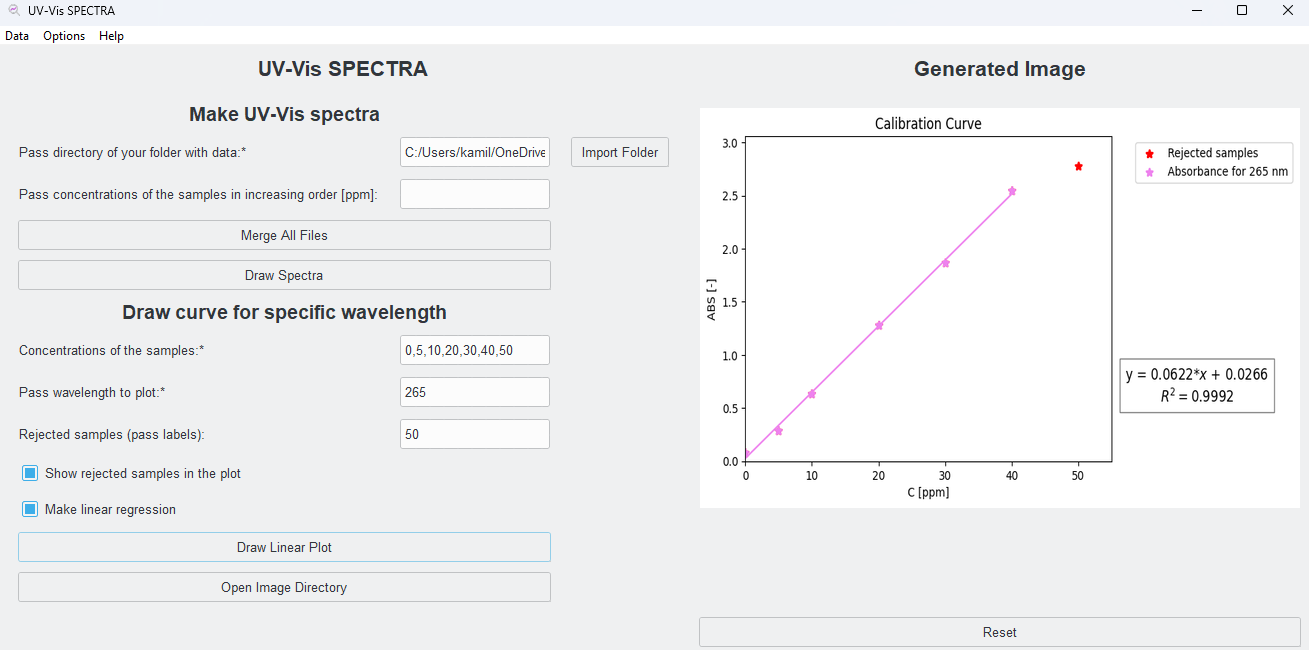 UV-Vis SPECTRA
Data Options Help
UV-Vis SPECTRA
Make UV-Vis spectra
Pass directory of your folder with data:*
C:/Users/kamil/OneDrive
Import Folder
Pass concentrations of the samples in increasing order [ppm]:
Merge All Files
Draw Spectra
Draw curve for specific wavelength
Concentrations of the samples:*
0,5,10,20,30,40,50
Pass wavelength to plot:*
265
Rejected samples (pass labels):
50
Show rejected samples in the plot
Make linear regression
Draw Linear Plot
Open Image Directory
Generated Image
Calibration Curve
3.0
2.5
2.0
1.5
1.0
0.5
0.0
ABS [-]
0 10 20 30 40 50
C [ppm]
Rejected samples
Absorbance for 265 nm
y = 0.0622*x + 0.0266
R² = 0.9992
Reset